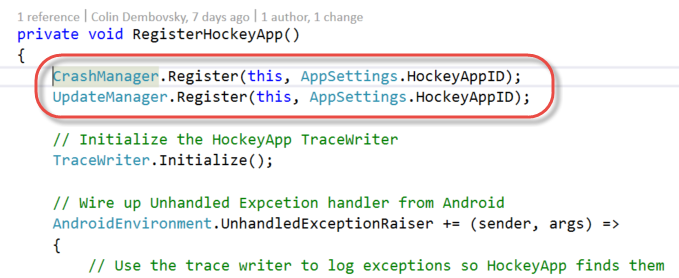 1 reference | Colin Dembovsky, 7 days ago | 1 author, 1 change
private void RegisterHockeyApp()
{
CrashManager.Register(this, AppSettings.HockeyAppID);
UpdateManager.Register(this, AppSettings.HockeyAppID);
// Initialize the HockeyApp TraceWriter
TraceWriter.Initialize();
// Wire up Unhandled Expcetion handler from Android
AndroidEnvironment.UnhandledExceptionRaiser += (sender, args) =>
{
// Use the trace writer to log exceptions so HockeyApp finds them